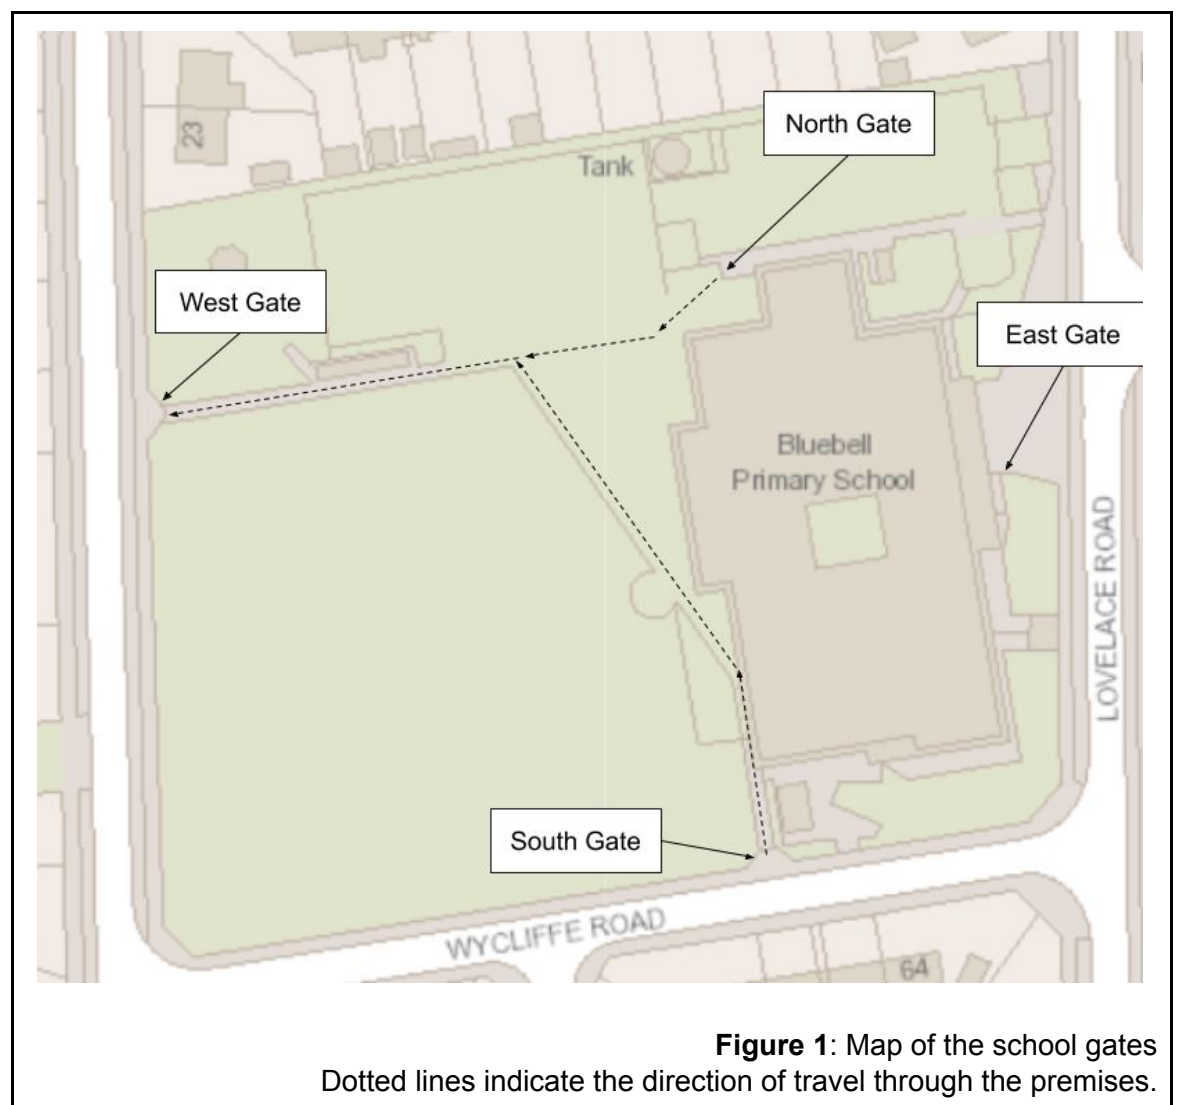 North Gate
23
Tank
West Gate
East Gate
Bluebell
Primary School
LOVELACE ROAD
South Gate
WYCLIFFE ROAD
64
Figure 1: Map of the school gates
Dotted lines indicate the direction of travel through the premises.